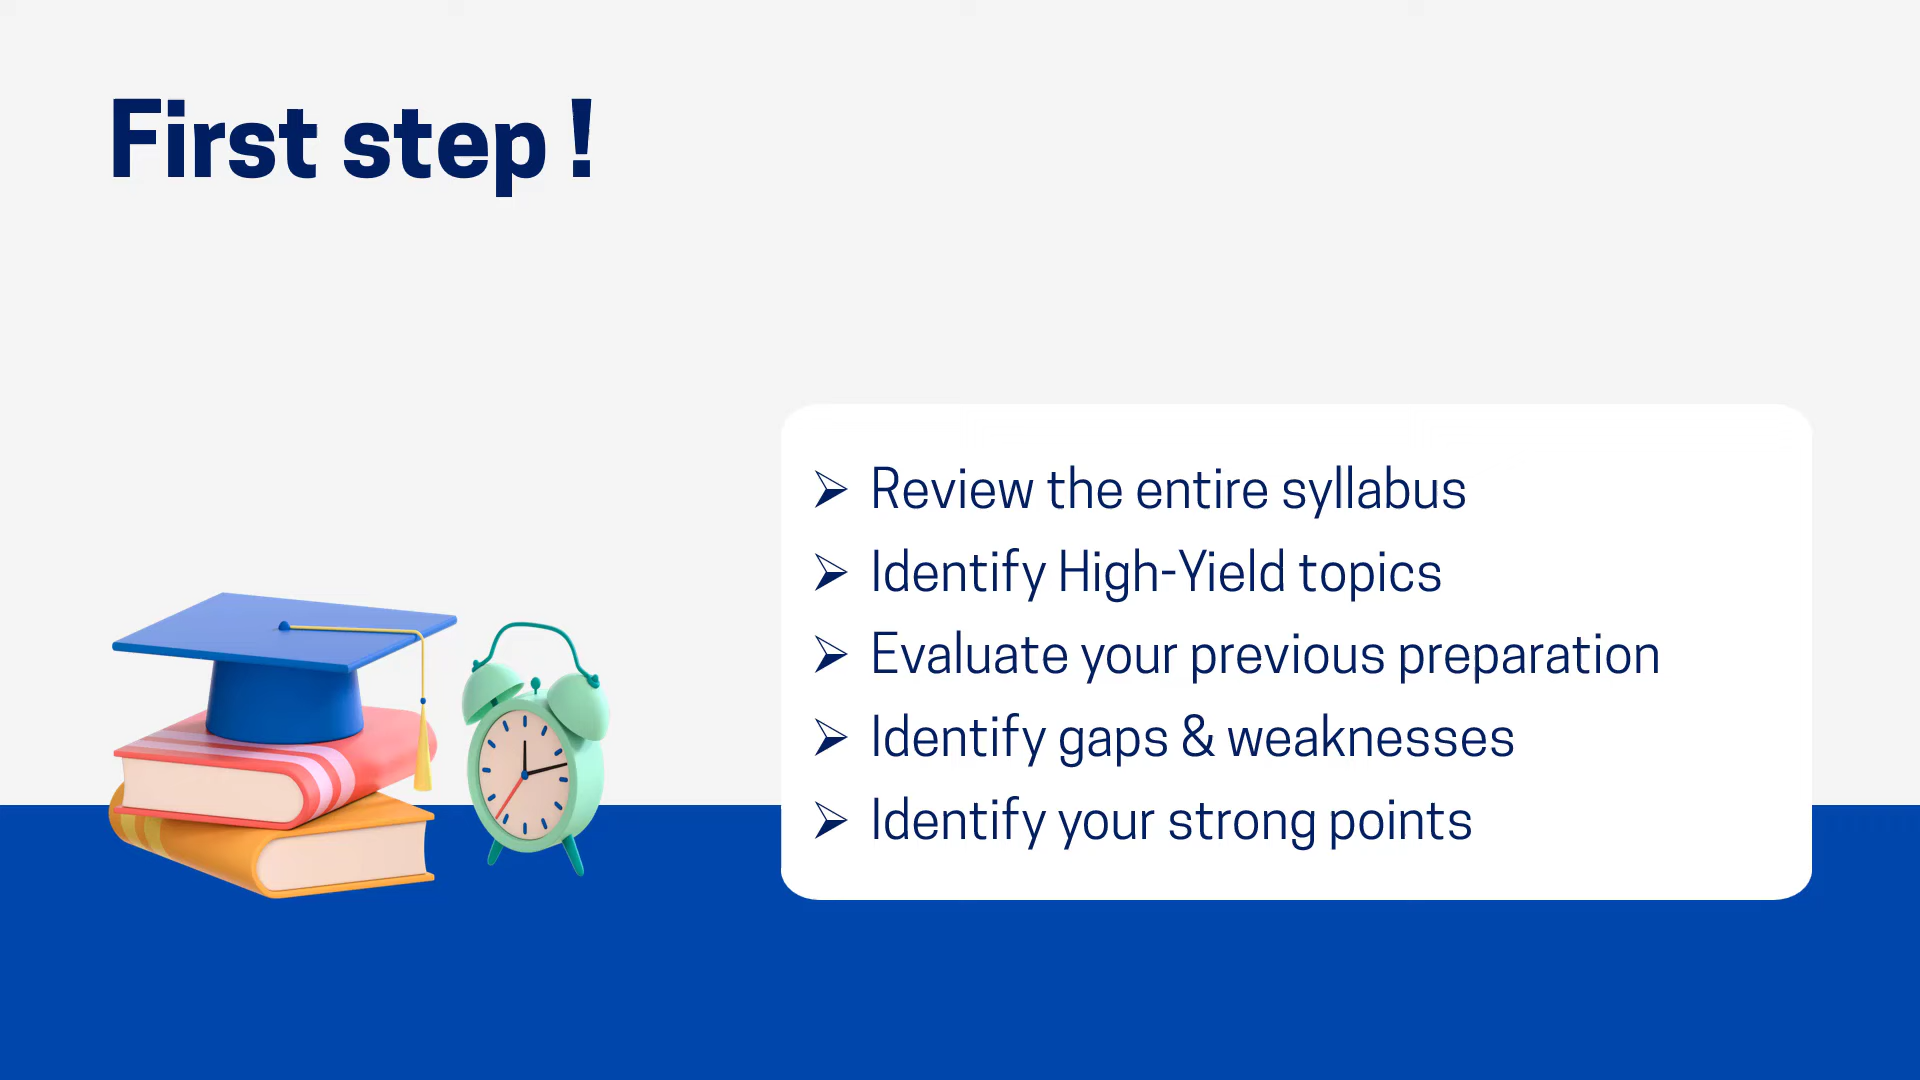 First step !
➢ Review the entire syllabus
➢ Identify High-Yield topics
➢ Evaluate your previous preparation
➢ Identify gaps & weaknesses
➢ Identify your strong points